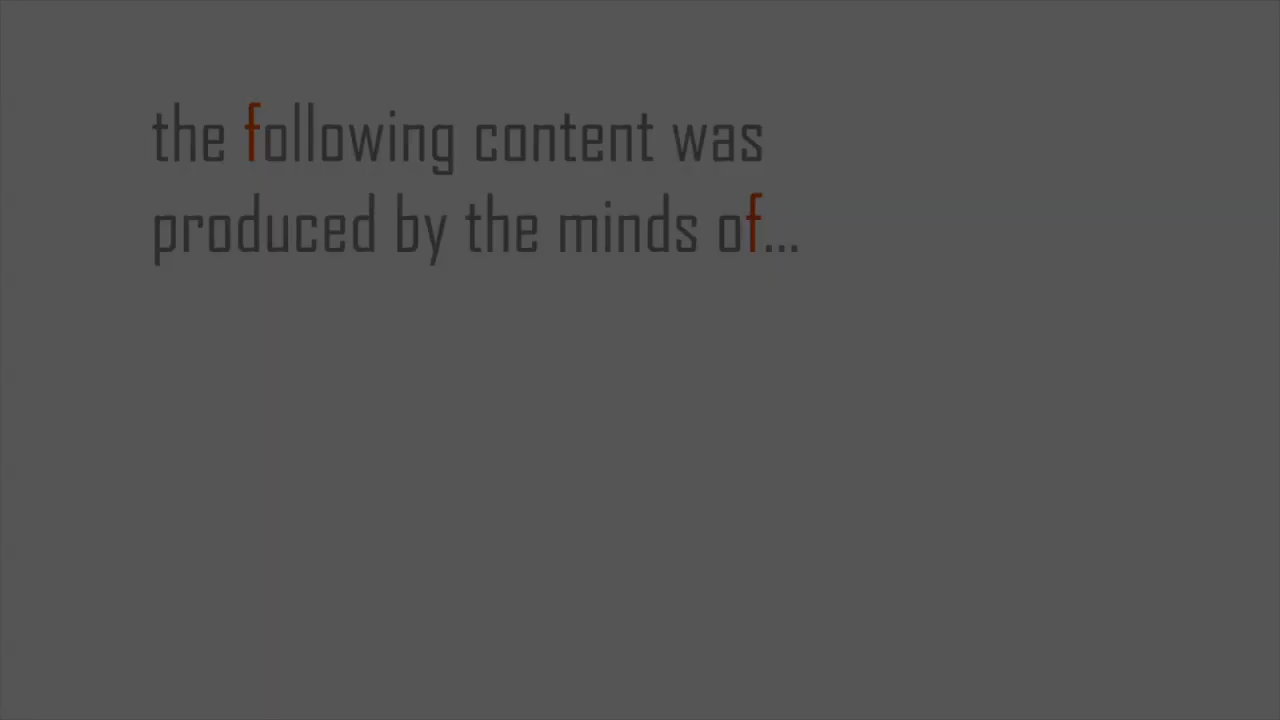 the following content was
produced by the minds of...